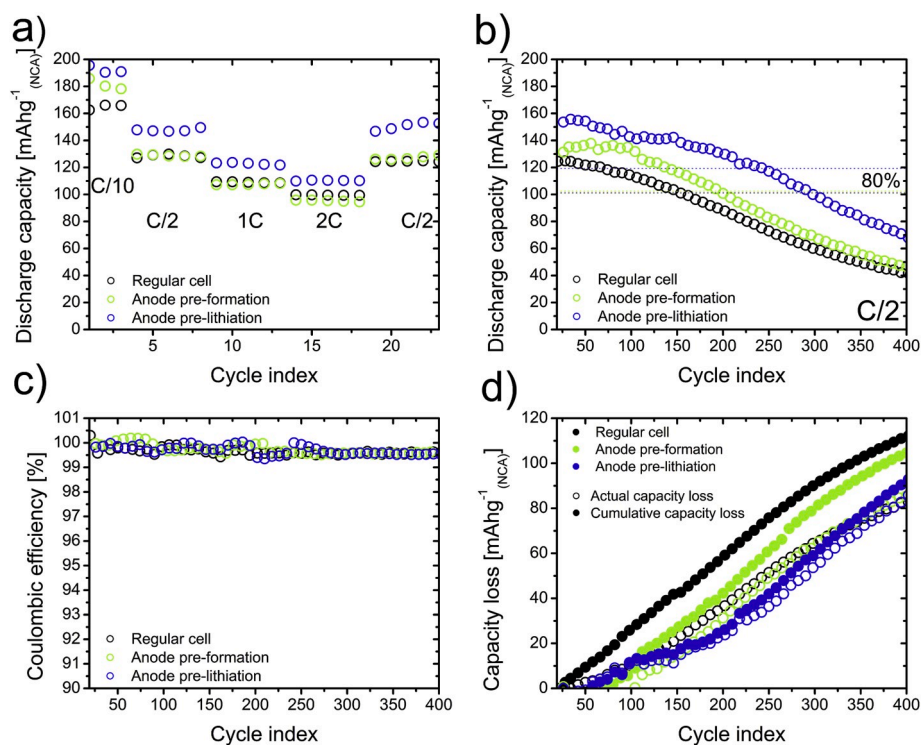 a)
Discharge capacity [mAhg⁻¹(NCA)]
200
180
160
140
120
100
80
60
40
20
0
C/10
C/2
1C
2C
C/2
Regular cell
Anode pre-formation
Anode pre-lithiation
5
10
15
20
Cycle index
b)
Discharge capacity [mAhg⁻¹(NCA)]
200
180
160
140
120
100
80
60
40
20
0
80%
Regular cell
Anode pre-formation
Anode pre-lithiation
C/2
50
100
150
200
250
300
350
400
Cycle index
c)
Coulombic efficiency [%]
101
100
99
98
97
96
95
94
93
92
91
90
Regular cell
Anode pre-formation
Anode pre-lithiation
50
100
150
200
250
300
350
400
Cycle index
d)
Capacity loss [mAhg⁻¹(NCA)]
120
100
80
60
40
20
0
Regular cell
Anode pre-formation
Anode pre-lithiation
Actual capacity loss
Cumulative capacity loss
50
100
150
200
250
300
350
400
Cycle index